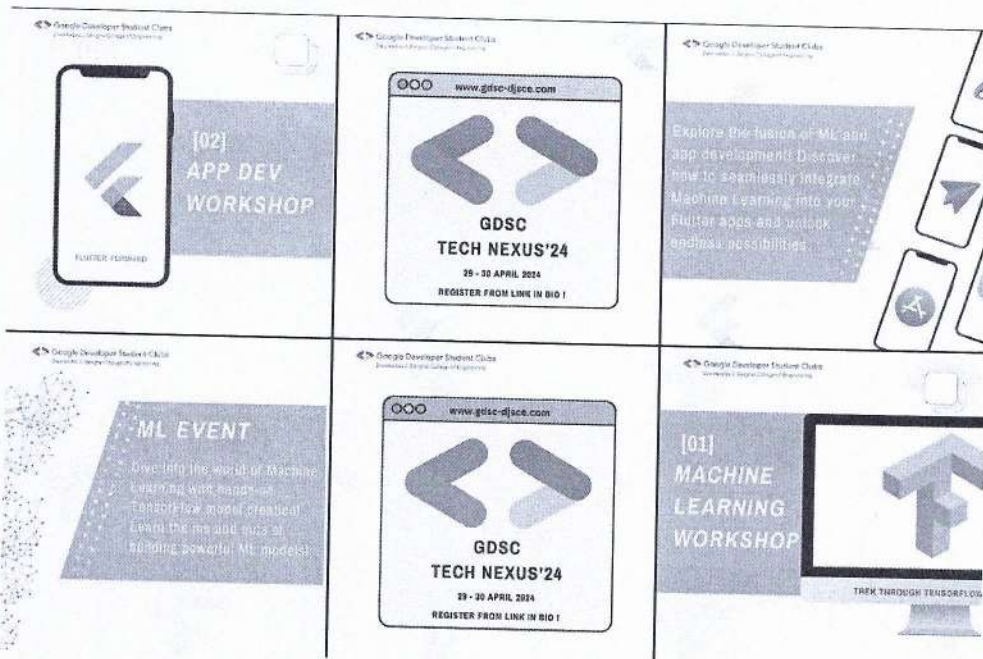 Google Developer Student Clubs
[02]
APP DEV
WORKSHOP
FLUTTER FORWARD
Google Developer Student Clubs
www.gdsc-djsce.com
GDSC
TECH NEXUS'24
29 - 30 APRIL 2024
REGISTER FROM LINK IN BIO !
Google Developer Student Clubs
Explore the fusion of ML and
app development! Discover
how to seamlessly integrate
Machine Learning into your
Flutter apps and unlock
endless possibilities.
Google Developer Student Clubs
ML EVENT
Dive into the world of Machine
Learning with hands-on
TensorFlow model creation!
Learn the ins and outs of
building powerful ML models!
Google Developer Student Clubs
www.gdsc-djsce.com
GDSC
TECH NEXUS'24
29 - 30 APRIL 2024
REGISTER FROM LINK IN BIO !
Google Developer Student Clubs
[01]
MACHINE
LEARNING
WORKSHOP
TREK THROUGH TENSORFLOW